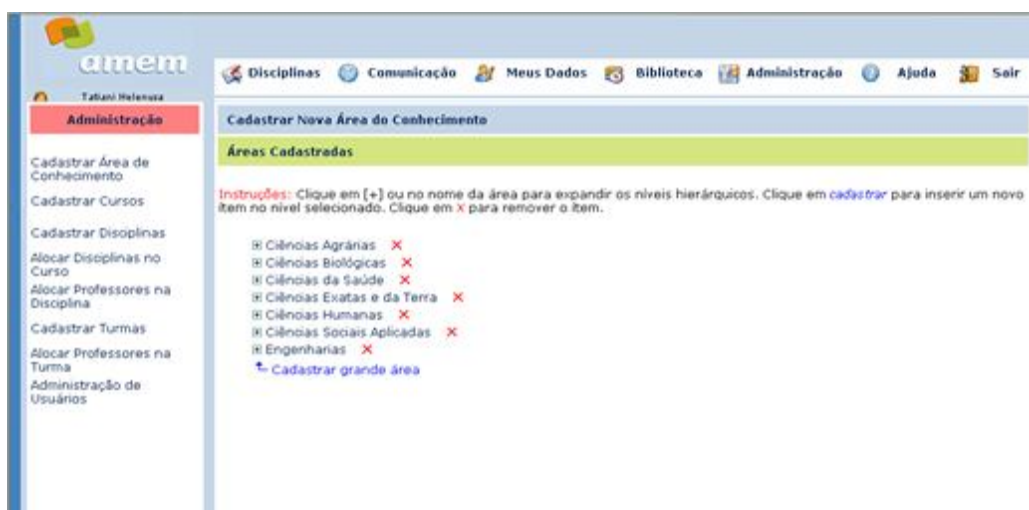 amem
Disciplinas Comunicação Meus Dados Biblioteca Administração Ajuda Sair
Tatiani Helenusa
Administração
Cadastrar Nova Área do Conhecimento
Áreas Cadastradas
Cadastrar Área de
Conhecimento
Cadastrar Cursos
Cadastrar Disciplinas
Alocar Disciplinas no
Curso
Alocar Professores na
Disciplina
Cadastrar Turmas
Alocar Professores na
Turma
Administração de
Usuários
Instruções: Clique em [+] ou no nome da área para expandir os níveis hierárquicos. Clique em cadastrar para inserir um novo
ítem no nível selecionado. Clique em X para remover o ítem.
Ciências Agrárias X
Ciências Biológicas X
Ciências da Saúde X
Ciências Exatas e da Terra X
Ciências Humanas X
Ciências Sociais Aplicadas X
Engenharias X
Cadastrar grande área